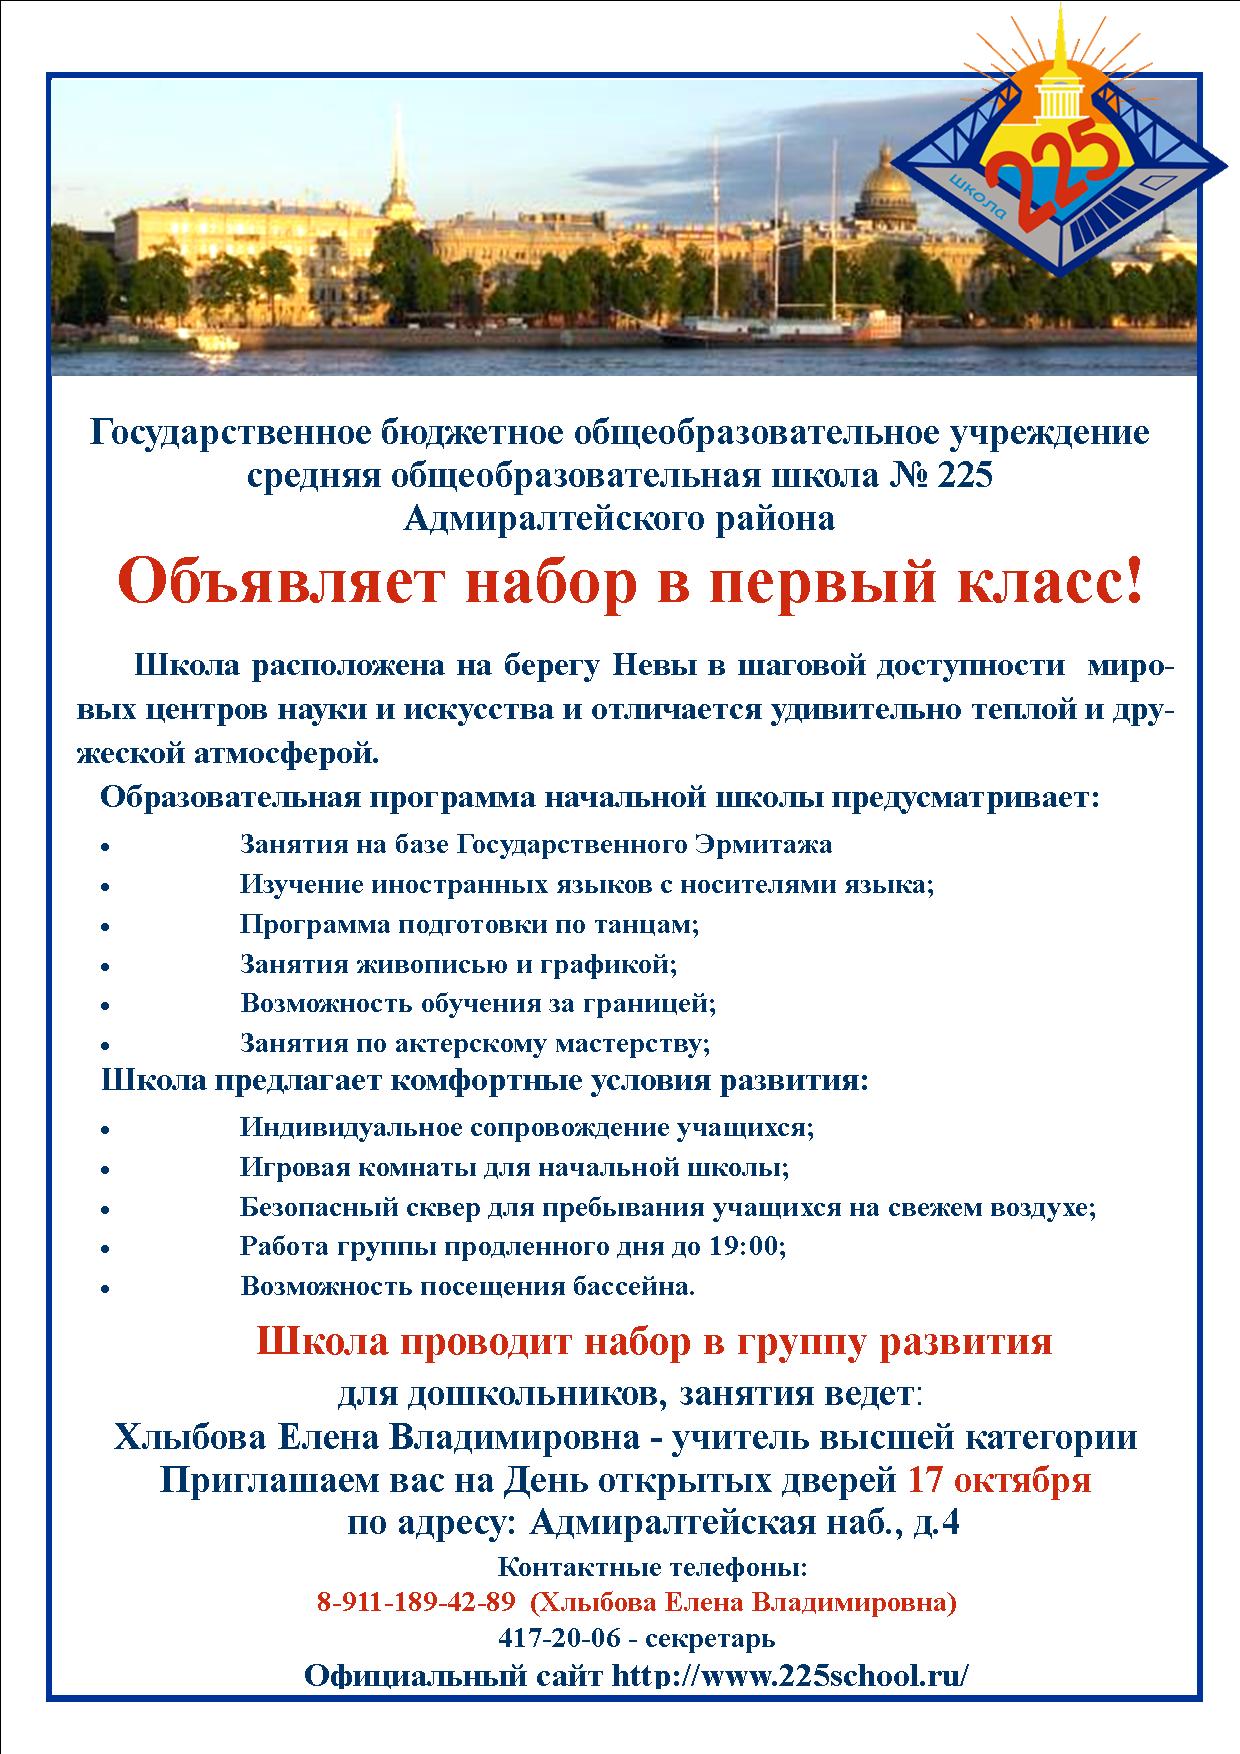 школа
225
Государственное бюджетное общеобразовательное учреждение
средняя общеобразовательная школа № 225
Адмиралтейского района
Объявляет набор в первый класс!
Школа расположена на берегу Невы в шаговой доступности миро-
вых центров науки и искусства и отличается удивительно теплой и дру-
жеской атмосферой.
Образовательная программа начальной школы предусматривает:
• Занятия на базе Государственного Эрмитажа
• Изучение иностранных языков с носителями языка;
• Программа подготовки по танцам;
• Занятия живописью и графикой;
• Возможность обучения за границей;
• Занятия по актерскому мастерству;
Школа предлагает комфортные условия развития:
• Индивидуальное сопровождение учащихся;
• Игровая комнаты для начальной школы;
• Безопасный сквер для пребывания учащихся на свежем воздухе;
• Работа группы продленного дня до 19:00;
• Возможность посещения бассейна.
Школа проводит набор в группу развития
для дошкольников, занятия ведет:
Хлыбова Елена Владимировна - учитель высшей категории
Приглашаем вас на День открытых дверей 17 октября
по адресу: Адмиралтейская наб., д.4
Контактные телефоны:
8-911-189-42-89 (Хлыбова Елена Владимировна)
417-20-06 - секретарь
Официальный сайт http://www.225school.ru/